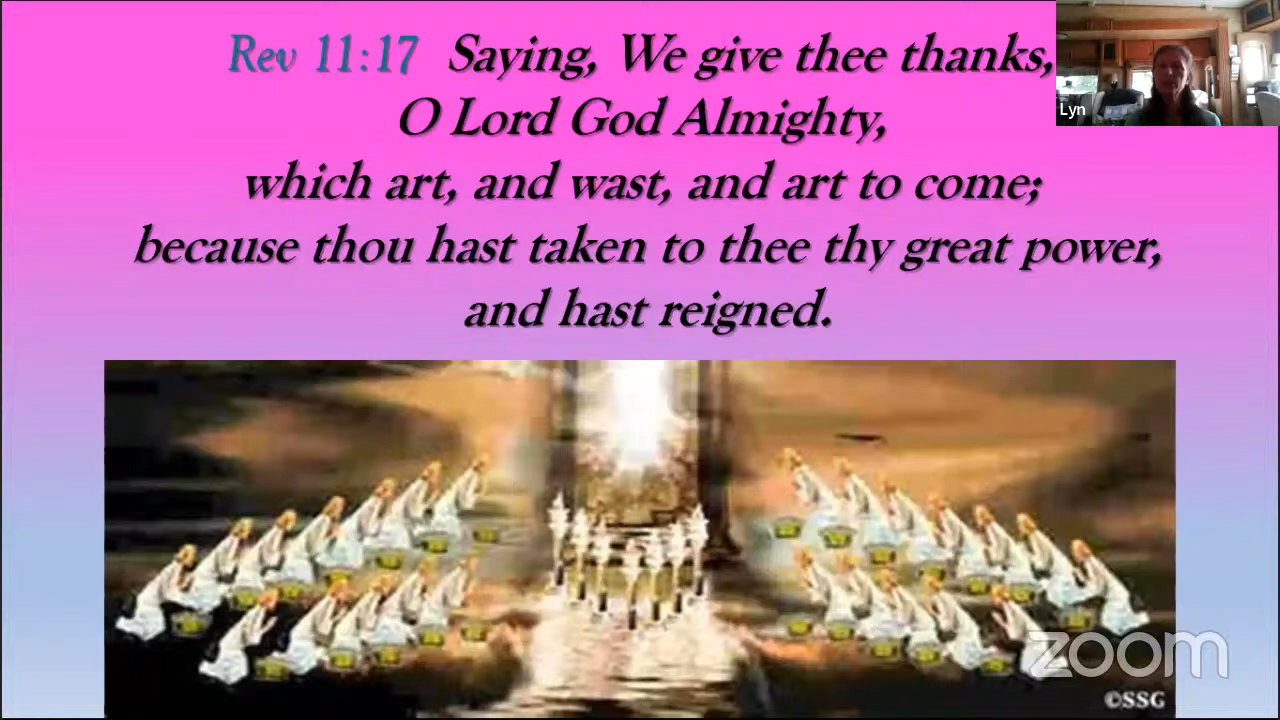 Rev 11:17 Saying, We give thee thanks,
O Lord God Almighty,
which art, and wast, and art to come;
because thou hast taken to thee thy great power,
and hast reigned.
Lyn
zoom
©SSG